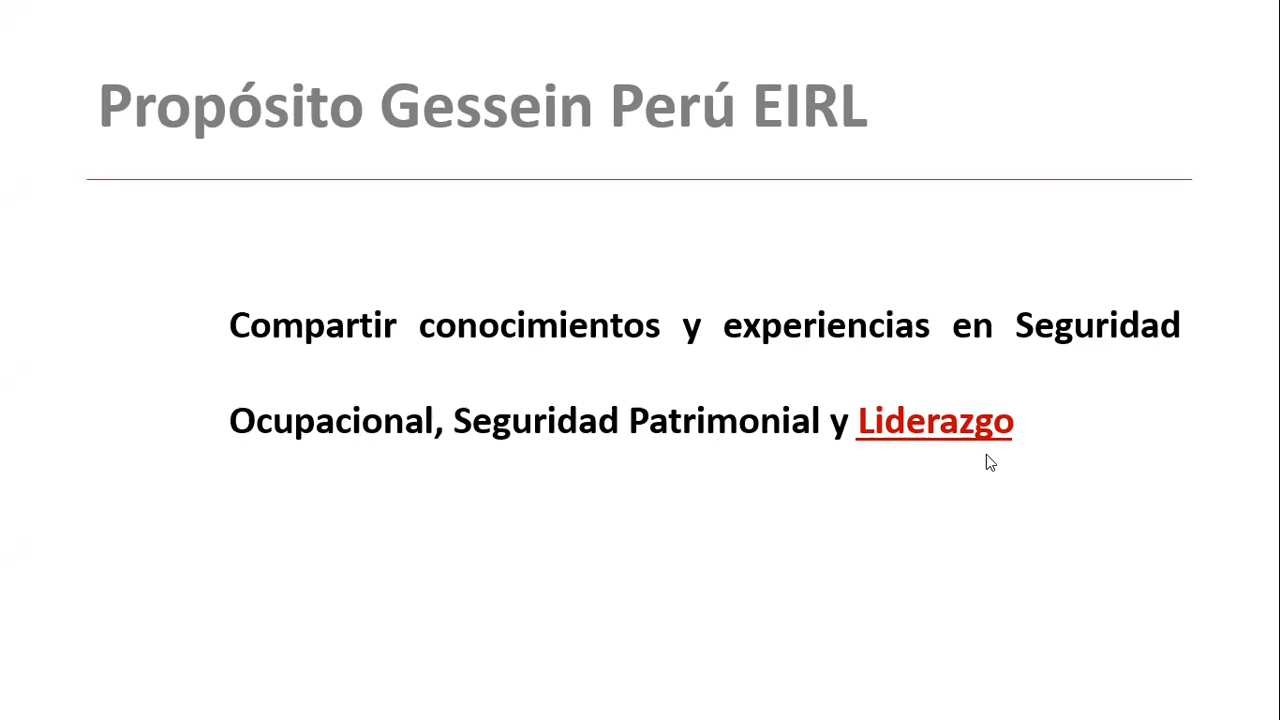 Propósito Gessein Perú EIRL
Compartir conocimientos y experiencias en Seguridad
Ocupacional, Seguridad Patrimonial y Liderazgo